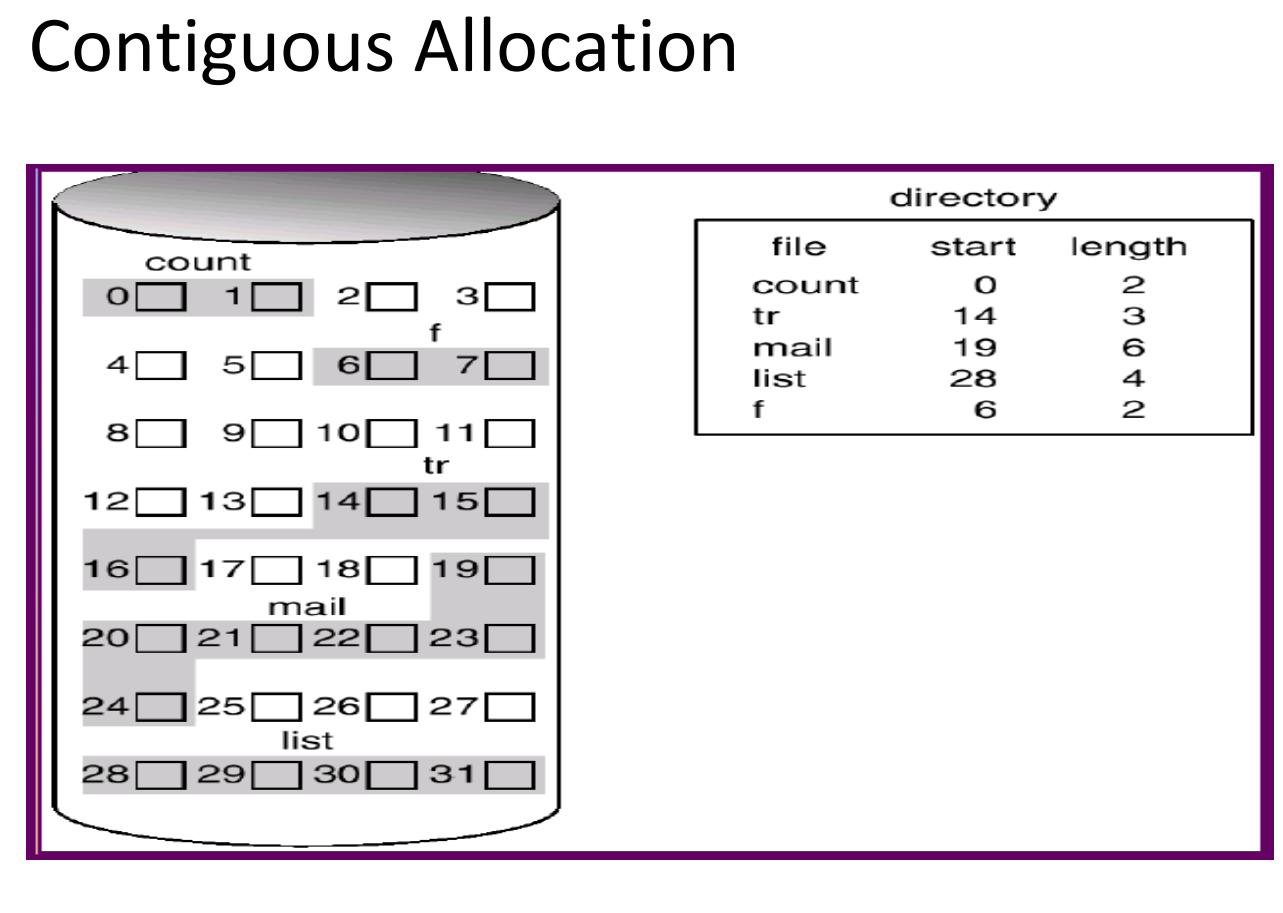 Contiguous Allocation
directory
file start length
count 0 2
tr 14 3
mail 19 6
list 28 4
f 6 2
count
0 1 2 3
f
4 5 6 7
8 9 10 11
tr
12 13 14 15
16 17 18 19
mail
20 21 22 23
24 25 26 27
list
28 29 30 31